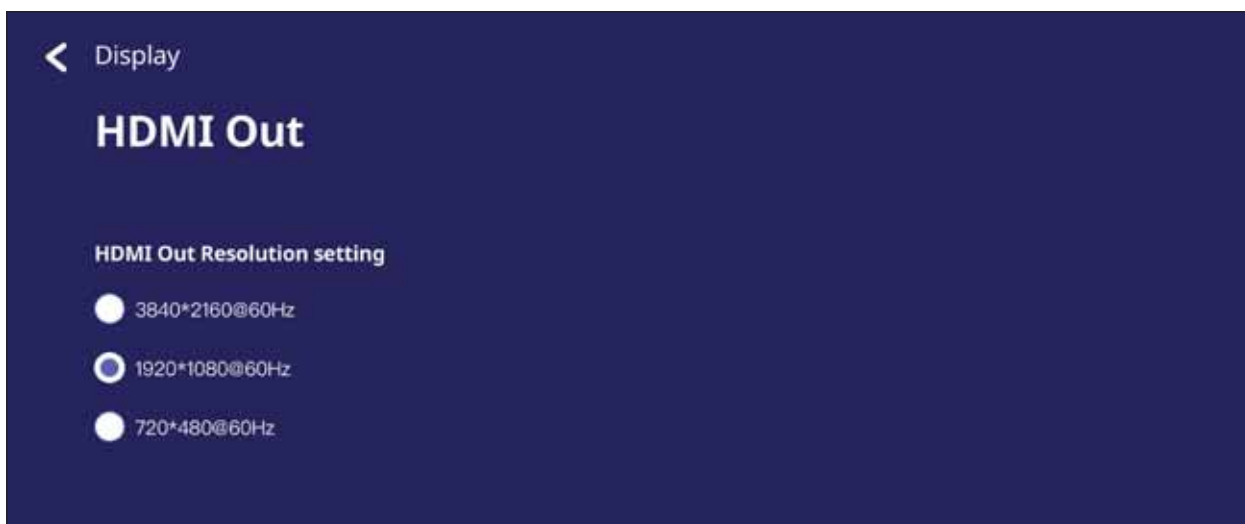 Display
HDMI Out
HDMI Out Resolution setting
3840*2160@60Hz
1920*1080@60Hz
720*480@60Hz